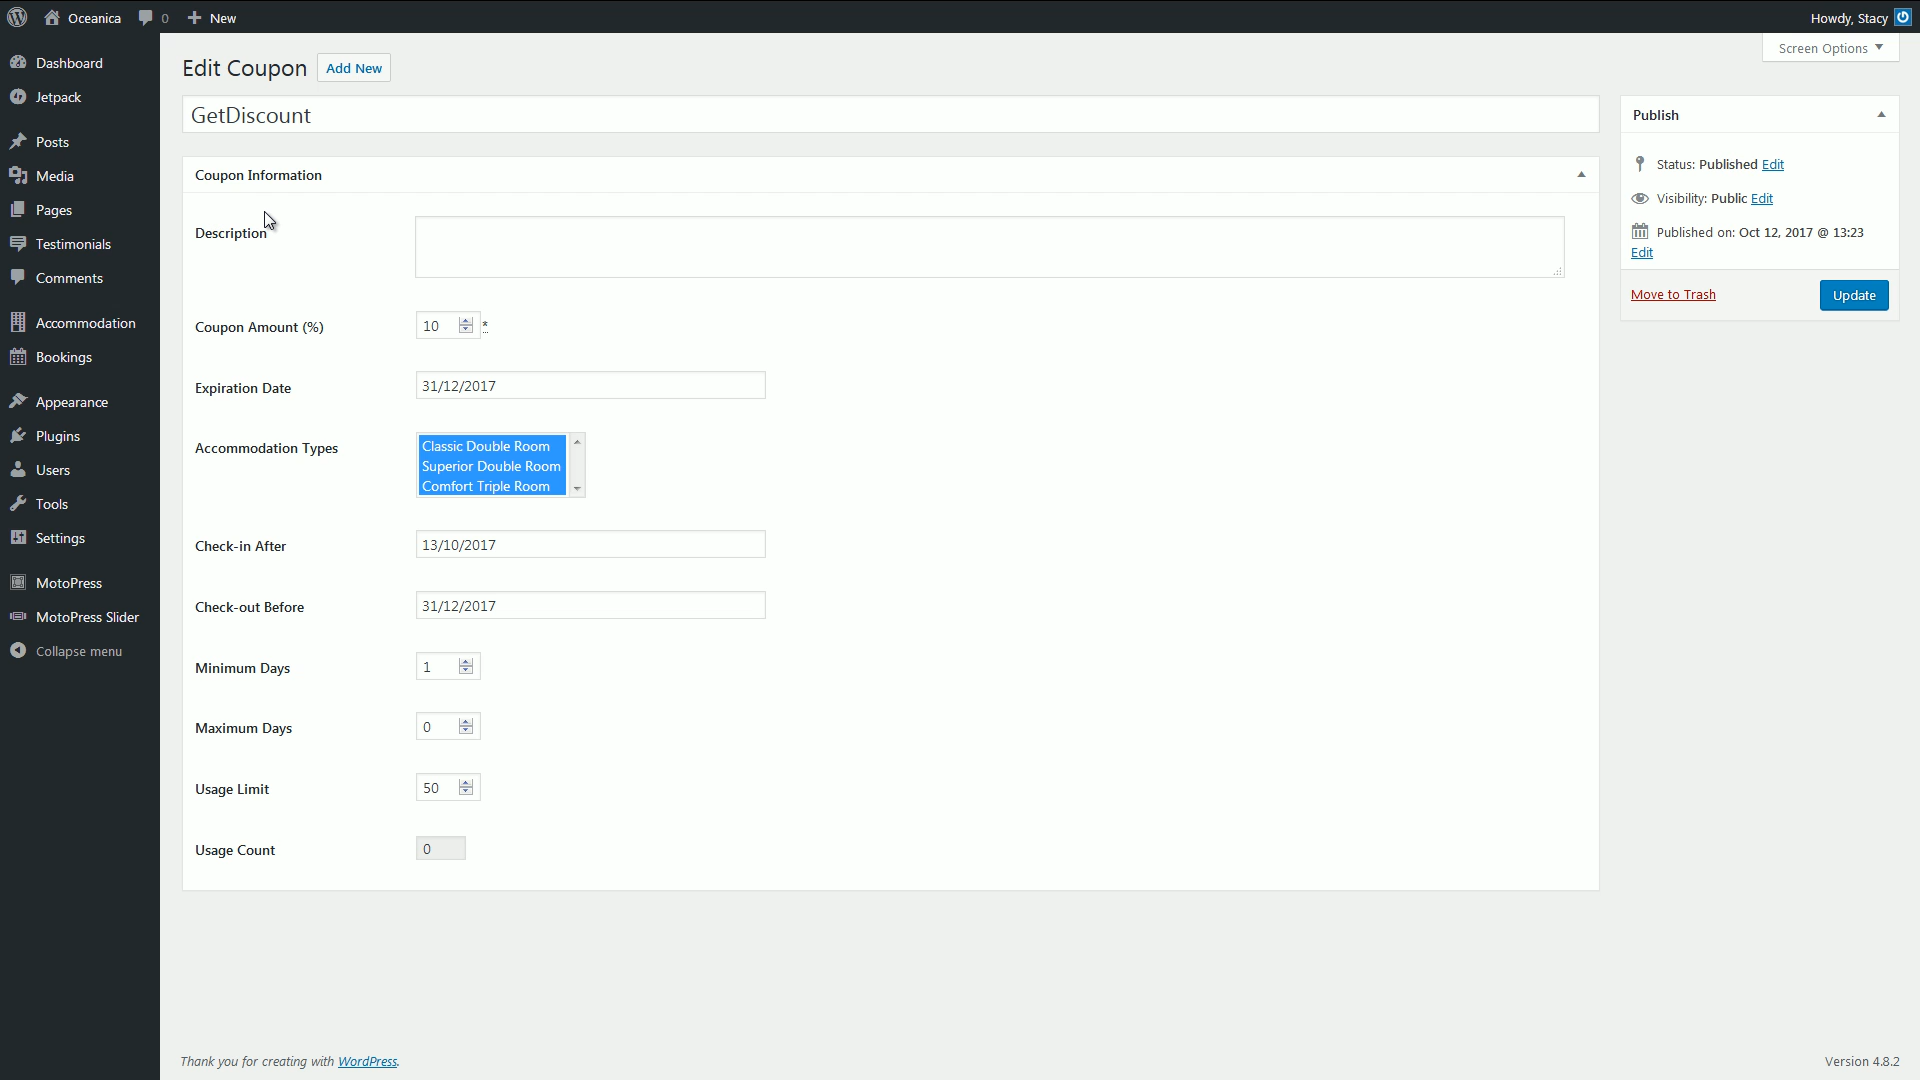 Oceanica 0 New Howdy, Stacy
Dashboard
Jetpack
Posts
Media
Pages
Testimonials
Comments
Accommodation
Bookings
Appearance
Plugins
Users
Tools
Settings
MotoPress
MotoPress Slider
Collapse menu
Screen Options
Edit Coupon Add New
GetDiscount
Coupon Information
Description
Coupon Amount (%) 10 *
Expiration Date 31/12/2017
Accommodation Types Classic Double Room
Superior Double Room
Comfort Triple Room
Check-in After 13/10/2017
Check-out Before 31/12/2017
Minimum Days 1
Maximum Days 0
Usage Limit 50
Usage Count 0
Publish
Status: Published Edit
Visibility: Public Edit
Published on: Oct 12, 2017 @ 13:23
Edit
Move to Trash Update
Thank you for creating with WordPress. Version 4.8.2